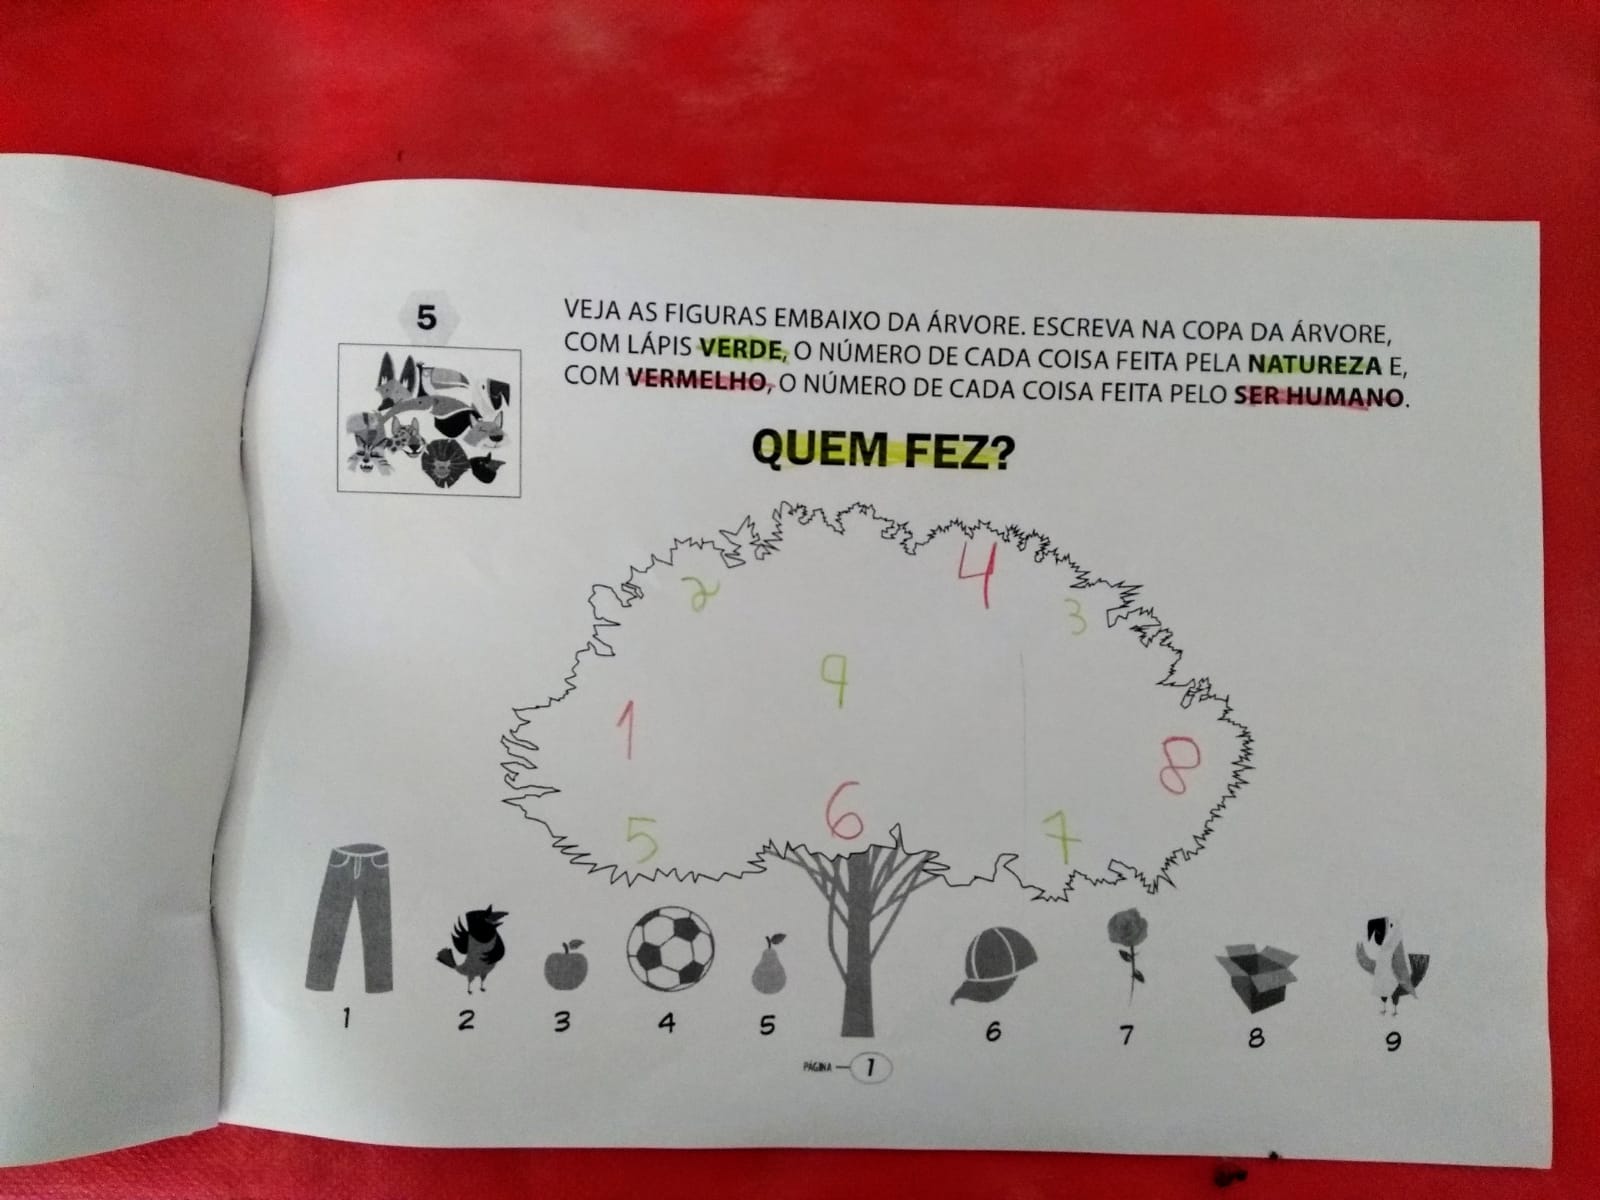 5
VEJA AS FIGURAS EMBAIXO DA ÁRVORE. ESCREVA NA COPA DA ÁRVORE,
COM LÁPIS VERDE, O NÚMERO DE CADA COISA FEITA PELA NATUREZA E,
COM VERMELHO, O NÚMERO DE CADA COISA FEITA PELO SER HUMANO.
QUEM FEZ?
2 4 3
9
1 8
5 6 7
1 2 3 4 5 6 7 8 9
PÁGINA 1